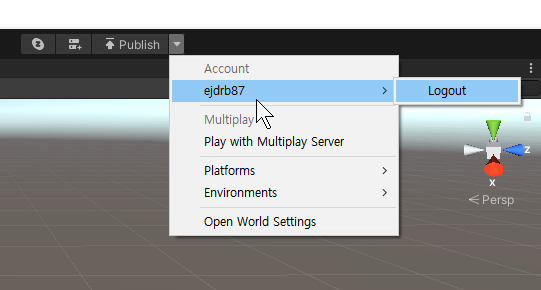 Publish
Account
ejdrb87
Logout
Multiplay
Play with Multiplay Server
Platforms
Environments
Open World Settings
z
x
Persp